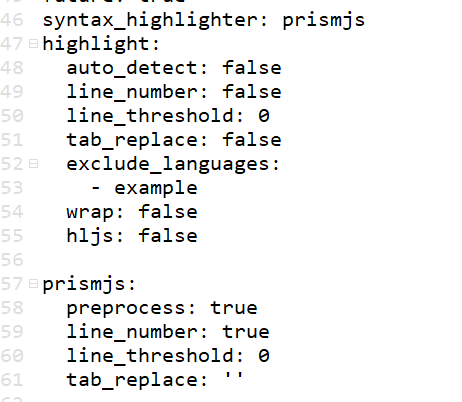 46 syntax_highlighter: prismjs
47 highlight:
48   auto_detect: false
49   line_number: false
50   line_threshold: 0
51   tab_replace: false
52   exclude_languages:
53     - example
54   wrap: false
55   hljs: false
56
57 prismjs:
58   preprocess: true
59   line_number: true
60   line_threshold: 0
61   tab_replace: ''